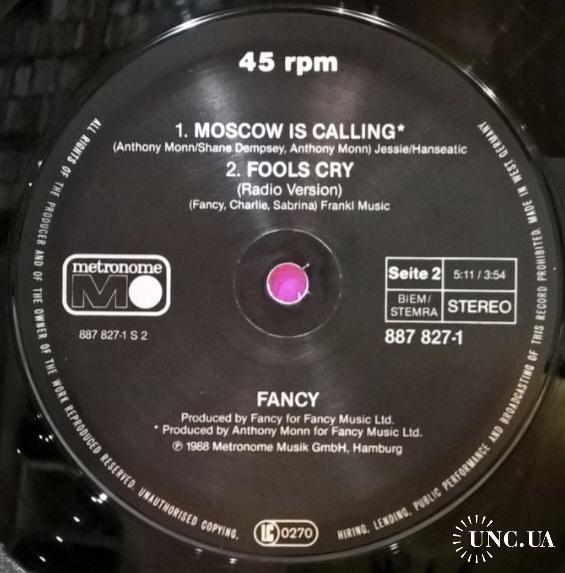 45 rpm
1. MOSCOW IS CALLING*
(Anthony Monn/Shane Dempsey, Anthony Monn) Jessie/Hanseatic
2. FOOLS CRY
(Radio Version)
(Fancy, Charlie, Sabrina) Frankl Music
metronome
M
887 827-1 S 2
Seite 2 5:11 / 3:54
BIEM/
STEMRA STEREO
887 827-1
FANCY
Produced by Fancy for Fancy Music Ltd.
* Produced by Anthony Monn for Fancy Music Ltd.
℗ 1988 Metronome Musik GmbH, Hamburg
ALL RIGHTS OF THE PRODUCER AND OF THE OWNER OF THE WORK REPRODUCED RESERVED. UNAUTHORISED COPYING, HIRING, LENDING, PUBLIC PERFORMANCE AND BROADCASTING OF THIS RECORD PROHIBITED. MADE IN WEST GERMANY
LC 0270
UNC.UA